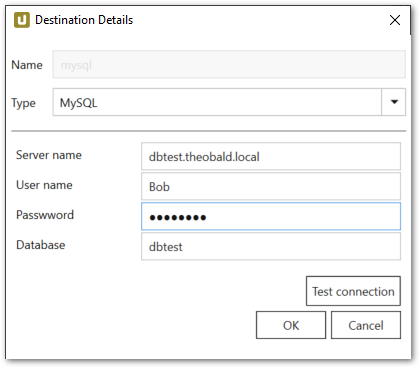 Destination Details
Name mysql
Type MySQL
Server name dbtest.theobald.local
User name Bob
Passwword ●●●●●●●●
Database dbtest
Test connection
OK Cancel